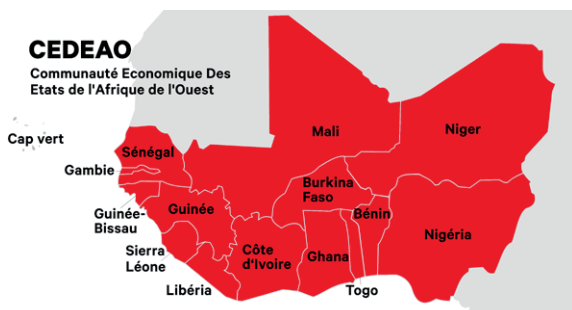 CEDEAO
Communauté Economique Des
Etats de l'Afrique de l'Ouest
Cap vert
Sénégal
Gambie
Guinée-
Bissau
Guinée
Sierra
Léone
Libéria
Côte
d'Ivoire
Mali
Burkina
Faso
Ghana
Togo
Bénin
Niger
Nigéria